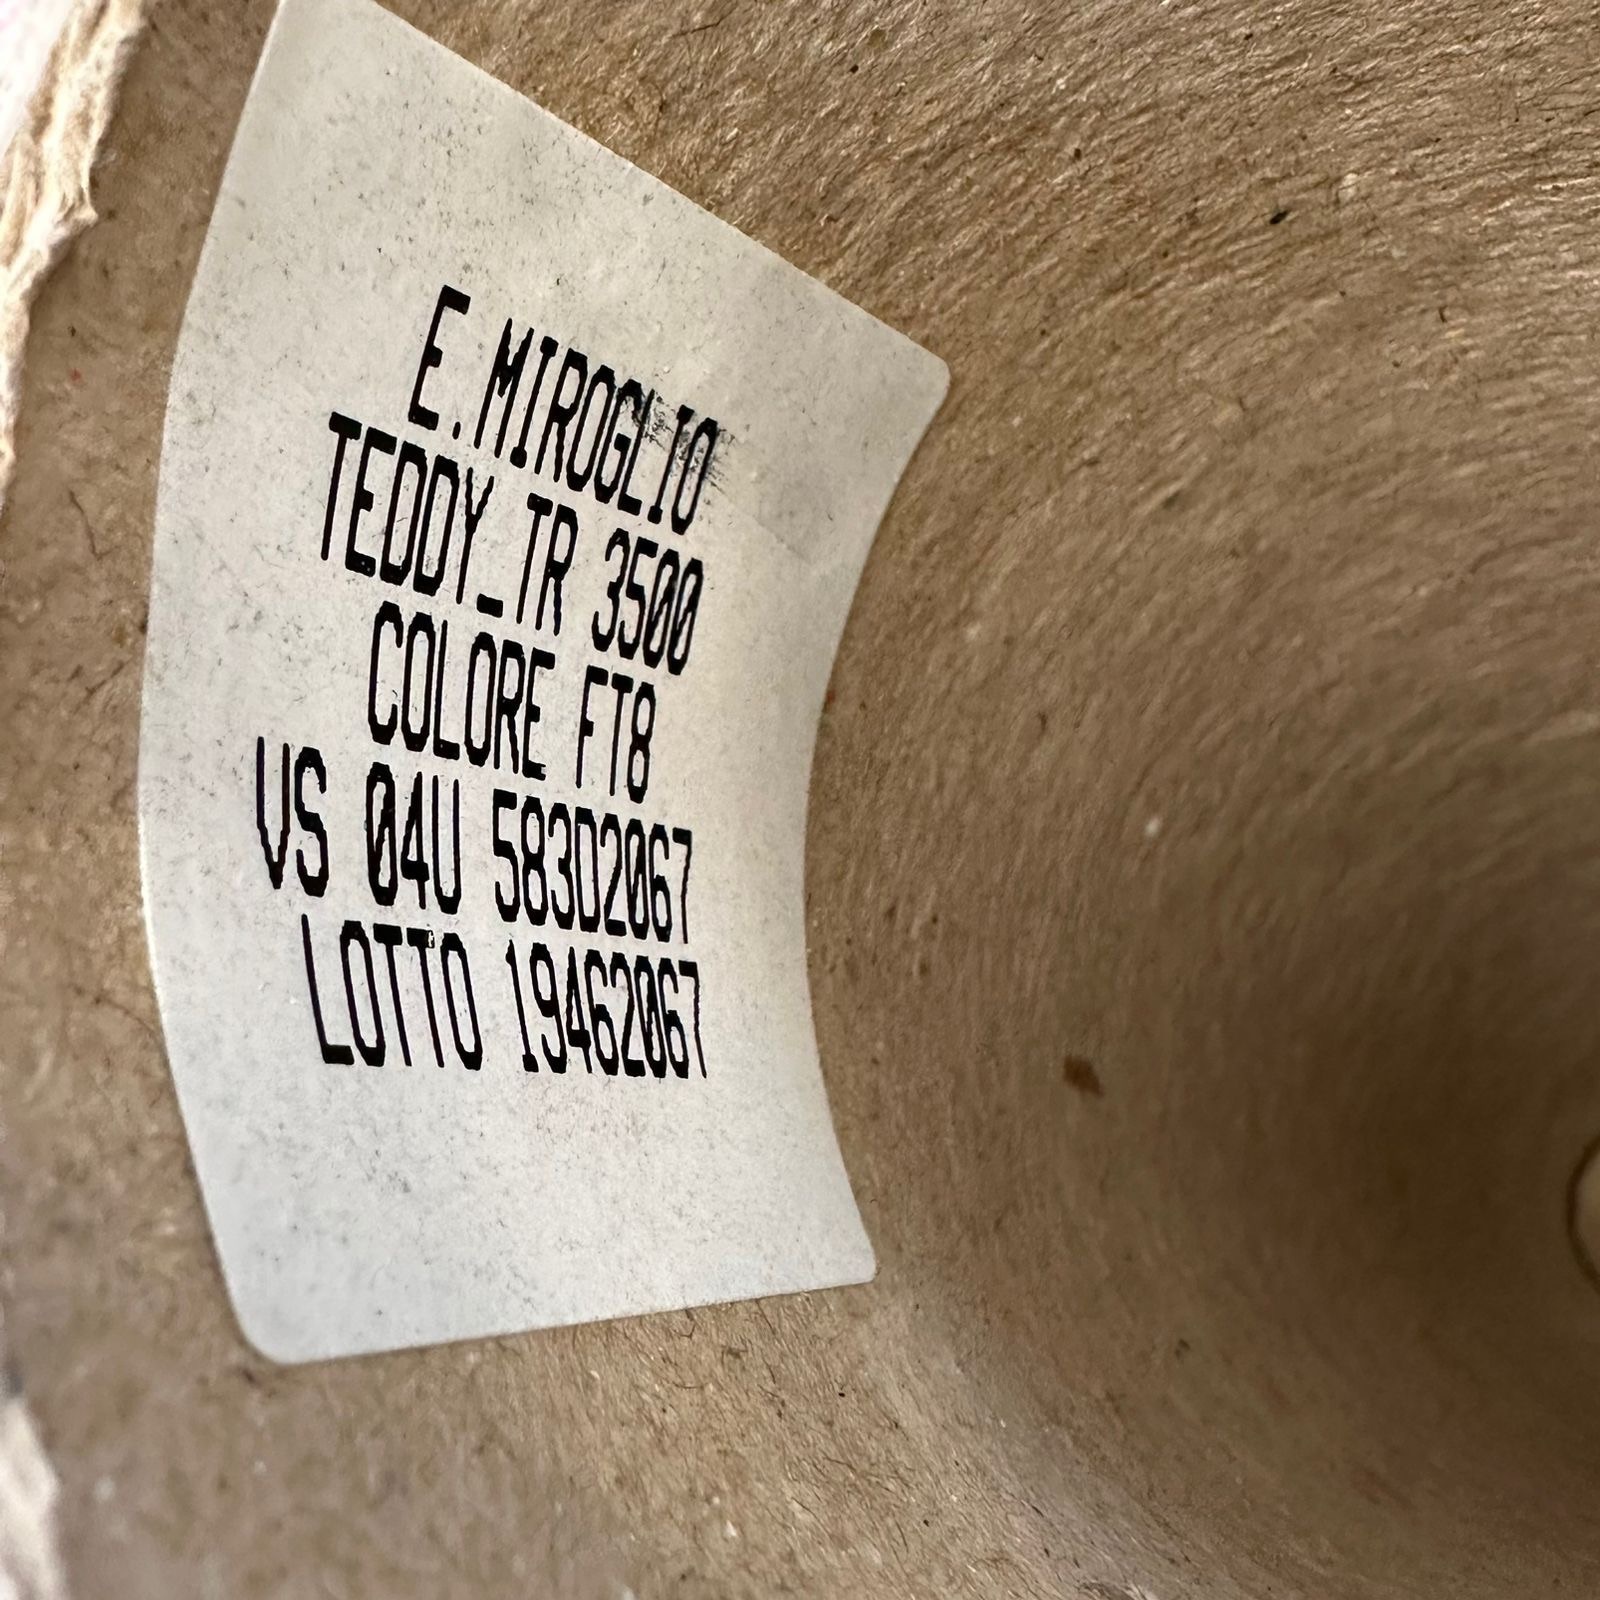 E.MIROGLIO
TEDDY_TR 3500
COLORE FT8
VS 04U 583D2067
LOTTO 19462067